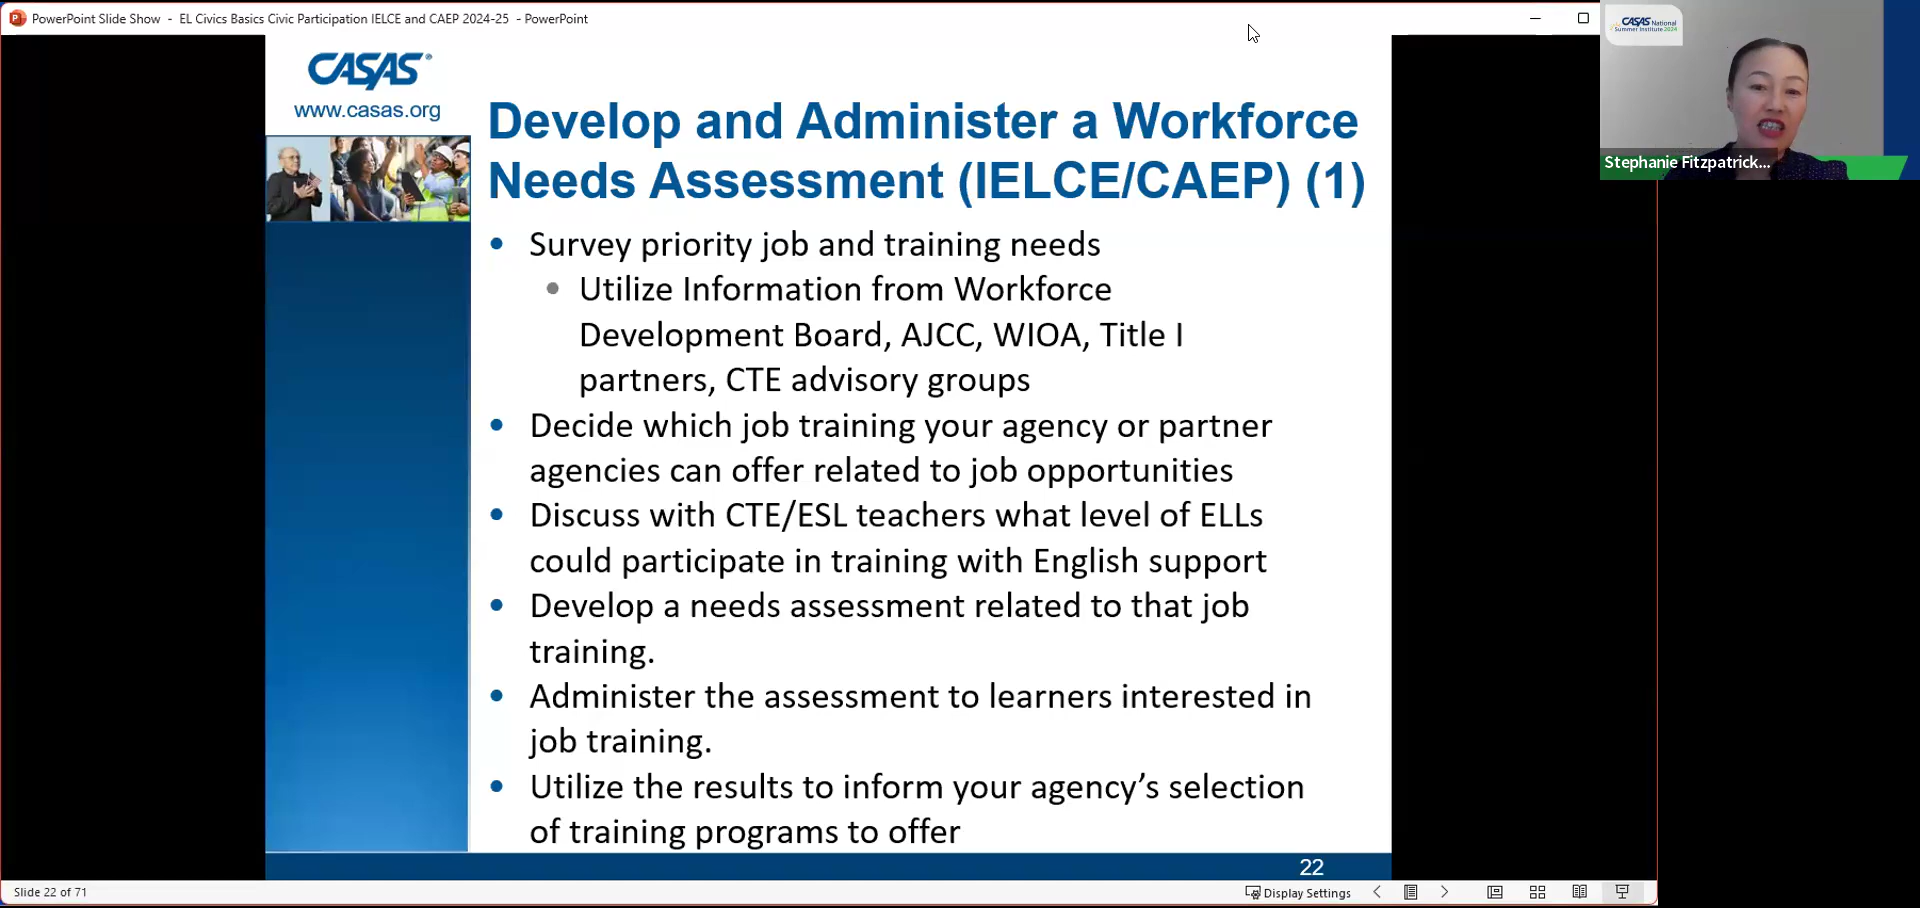 PowerPoint Slide Show - EL Civics Basics Civic Participation IELCE and CAEP 2024-25 - PowerPoint
CASAS National
Summer Institute 2024
Stephanie Fitzpatrick...
CASAS®
www.casas.org
Develop and Administer a Workforce
Needs Assessment (IELCE/CAEP) (1)
• Survey priority job and training needs
• Utilize Information from Workforce
Development Board, AJCC, WIOA, Title I
partners, CTE advisory groups
• Decide which job training your agency or partner
agencies can offer related to job opportunities
• Discuss with CTE/ESL teachers what level of ELLs
could participate in training with English support
• Develop a needs assessment related to that job
training.
• Administer the assessment to learners interested in
job training.
• Utilize the results to inform your agency’s selection
of training programs to offer
22
Slide 22 of 71
Display Settings